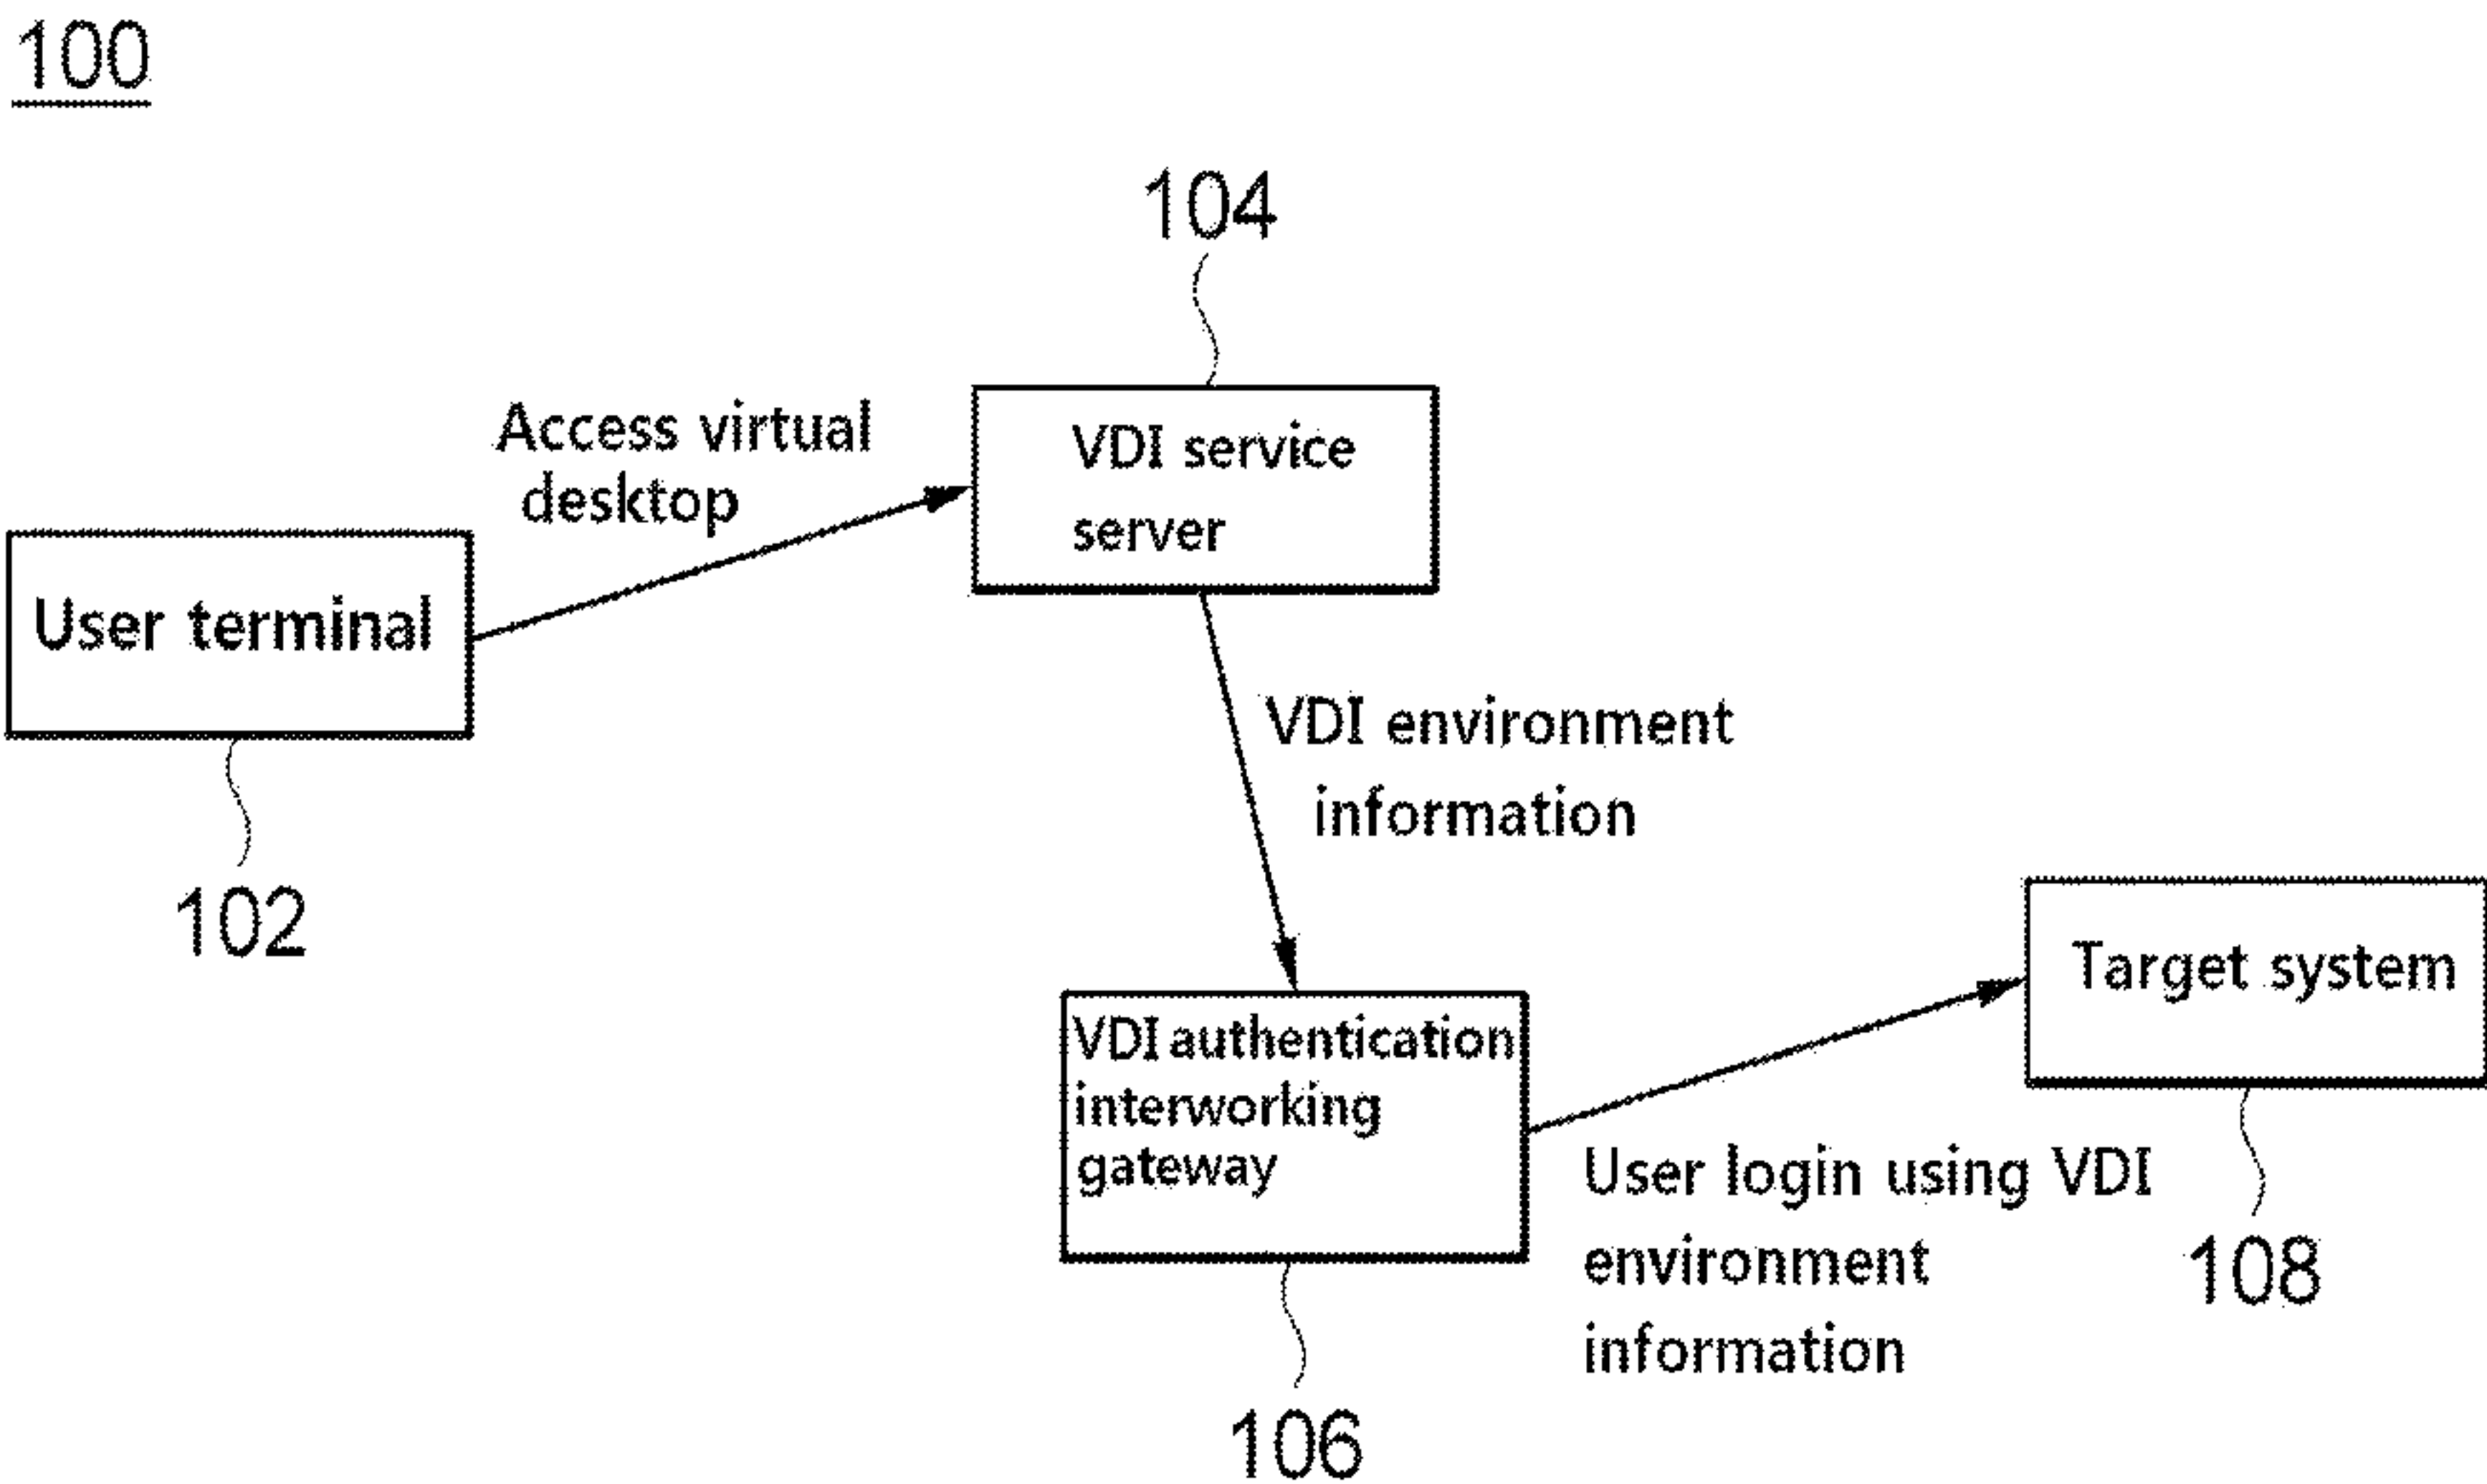 100
104
Access virtual
desktop
VDI service
server
User terminal
102
VDI environment
information
Target system
108
VDI authentication
interworking
gateway
106
User login using VDI
environment
information